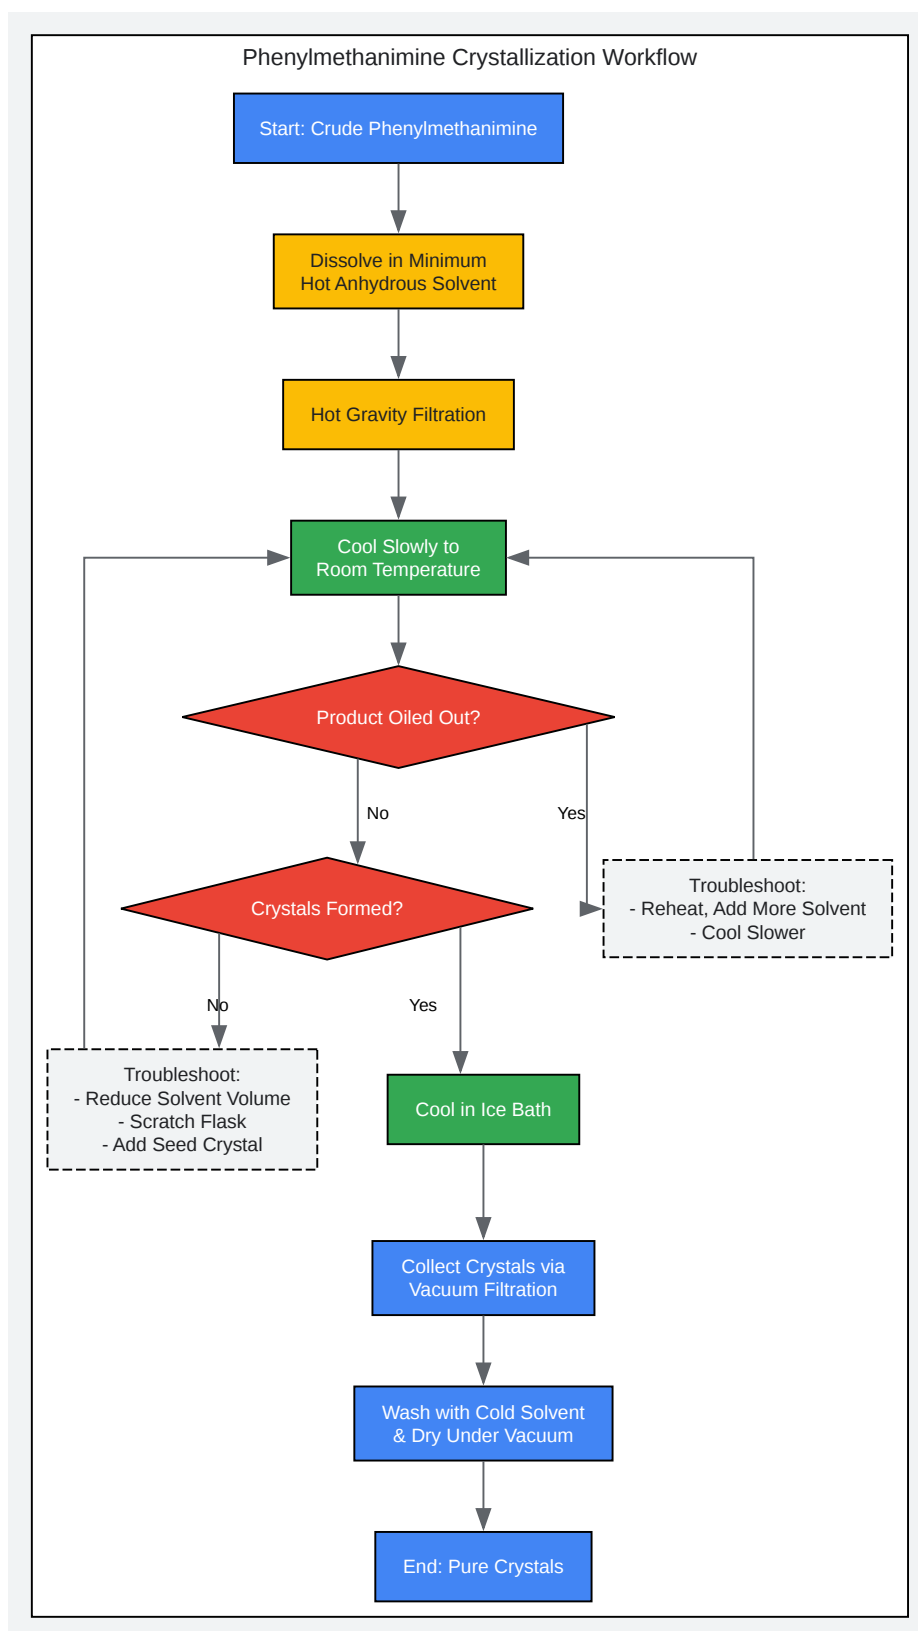 Phenylmethanimine Crystallization Workflow
Start: Crude Phenylmethanimine
Dissolve in Minimum
Hot Anhydrous Solvent
Hot Gravity Filtration
Cool Slowly to
Room Temperature
Product Oiled Out?
No
Yes
Troubleshoot:
- Reheat, Add More Solvent
- Cool Slower
Crystals Formed?
No
Yes
Troubleshoot:
- Reduce Solvent Volume
- Scratch Flask
- Add Seed Crystal
Cool in Ice Bath
Collect Crystals via
Vacuum Filtration
Wash with Cold Solvent
& Dry Under Vacuum
End: Pure Crystals